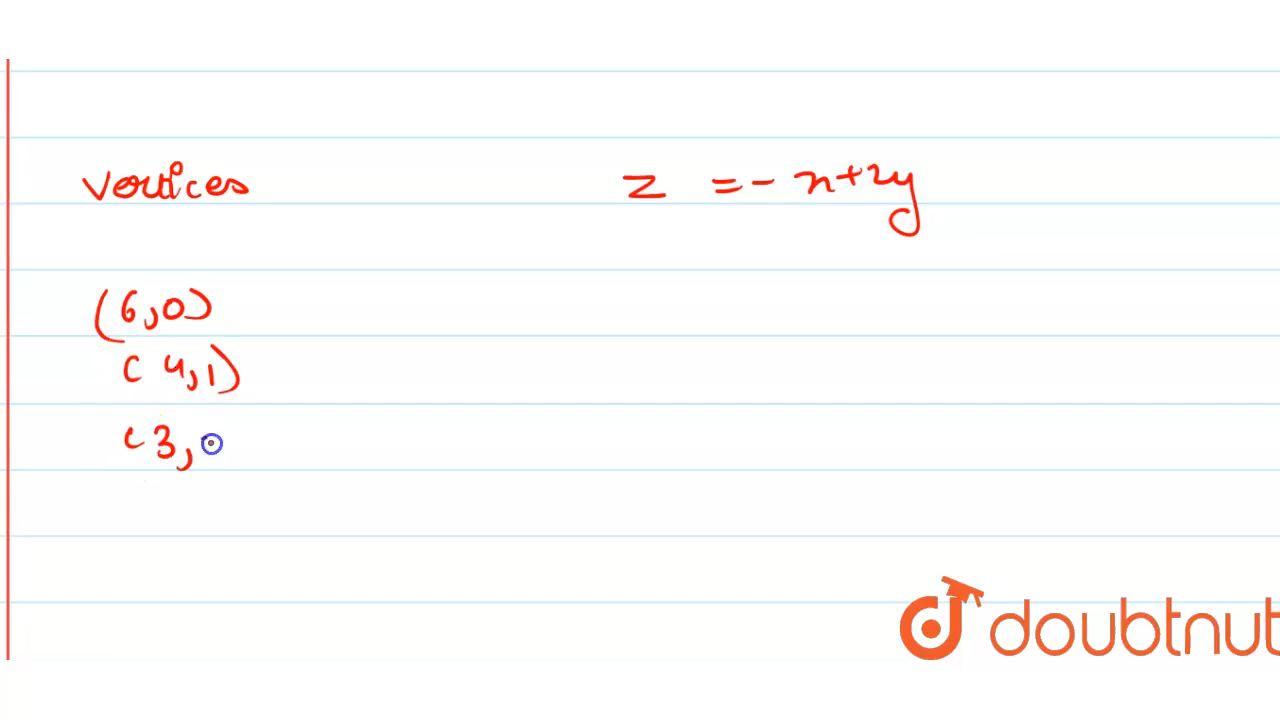 vertices z = - x + 2y
(6,0)
( 4,1)
( 3,
doubtnut